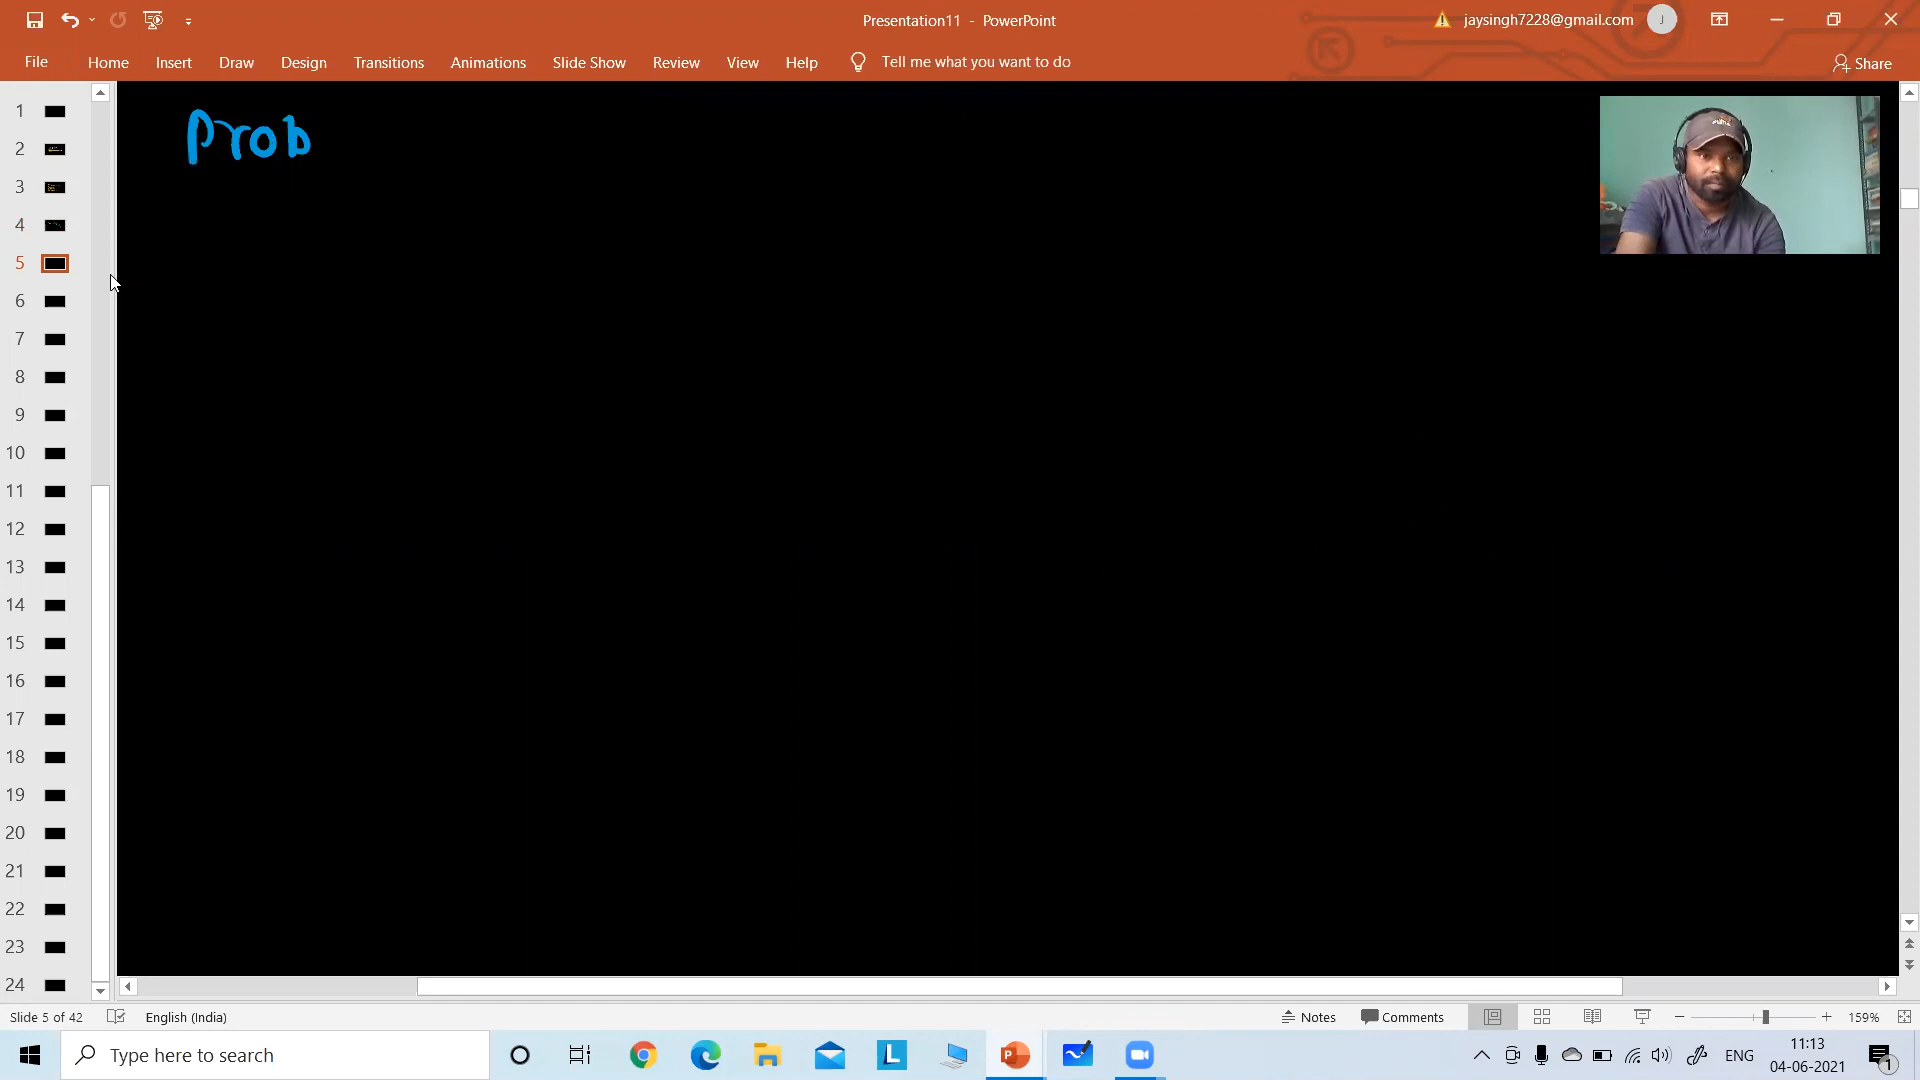 Presentation11 - PowerPoint
jaysingh7228@gmail.com
J
File Home Insert Draw Design Transitions Animations Slide Show Review View Help Tell me what you want to do
Share
Prob
1
2
3
4
5
6
7
8
9
10
11
12
13
14
15
16
17
18
19
20
21
22
23
24
Slide 5 of 42 English (India) Notes Comments 159%
Type here to search
L
P
ENG
11:13
04-06-2021
1